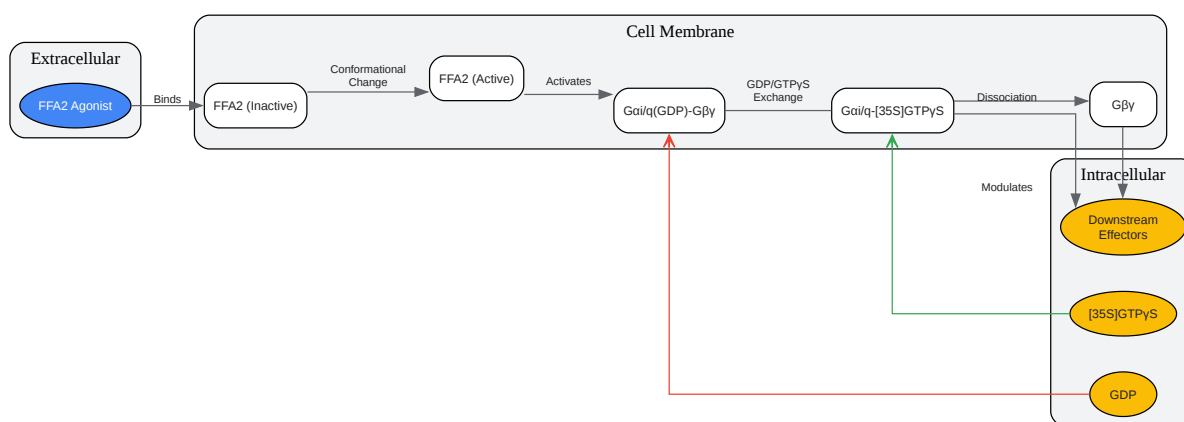 Cell Membrane
Extracellular
FFA2 Agonist
Binds
FFA2 (Inactive)
Conformational
Change
FFA2 (Active)
Activates
Gαi/q(GDP)-Gβγ
GDP/GTPγS
Exchange
Gαi/q-[35S]GTPγS
Dissociation
Gβγ
Modulates
Intracellular
Downstream
Effectors
[35S]GTPγS
GDP